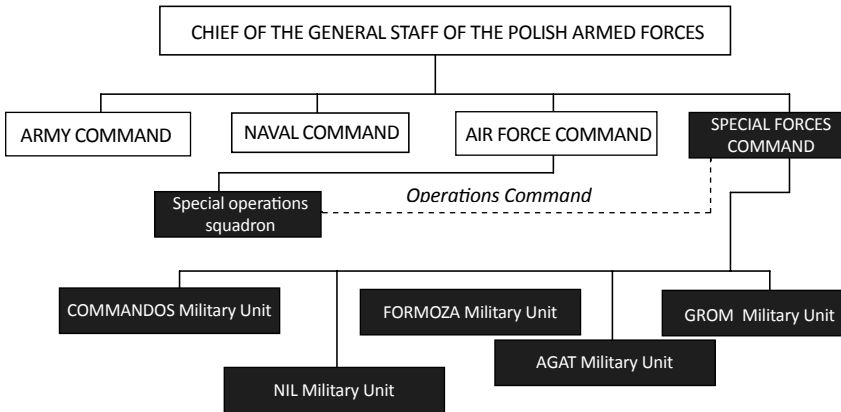 CHIEF OF THE GENERAL STAFF OF THE POLISH ARMED FORCES
ARMY COMMAND
NAVAL COMMAND
AIR FORCE COMMAND
SPECIAL FORCES
COMMAND
Special operations
squadron
Operations Command
COMMANDOS Military Unit
FORMOZA Military Unit
GROM Military Unit
NIL Military Unit
AGAT Military Unit